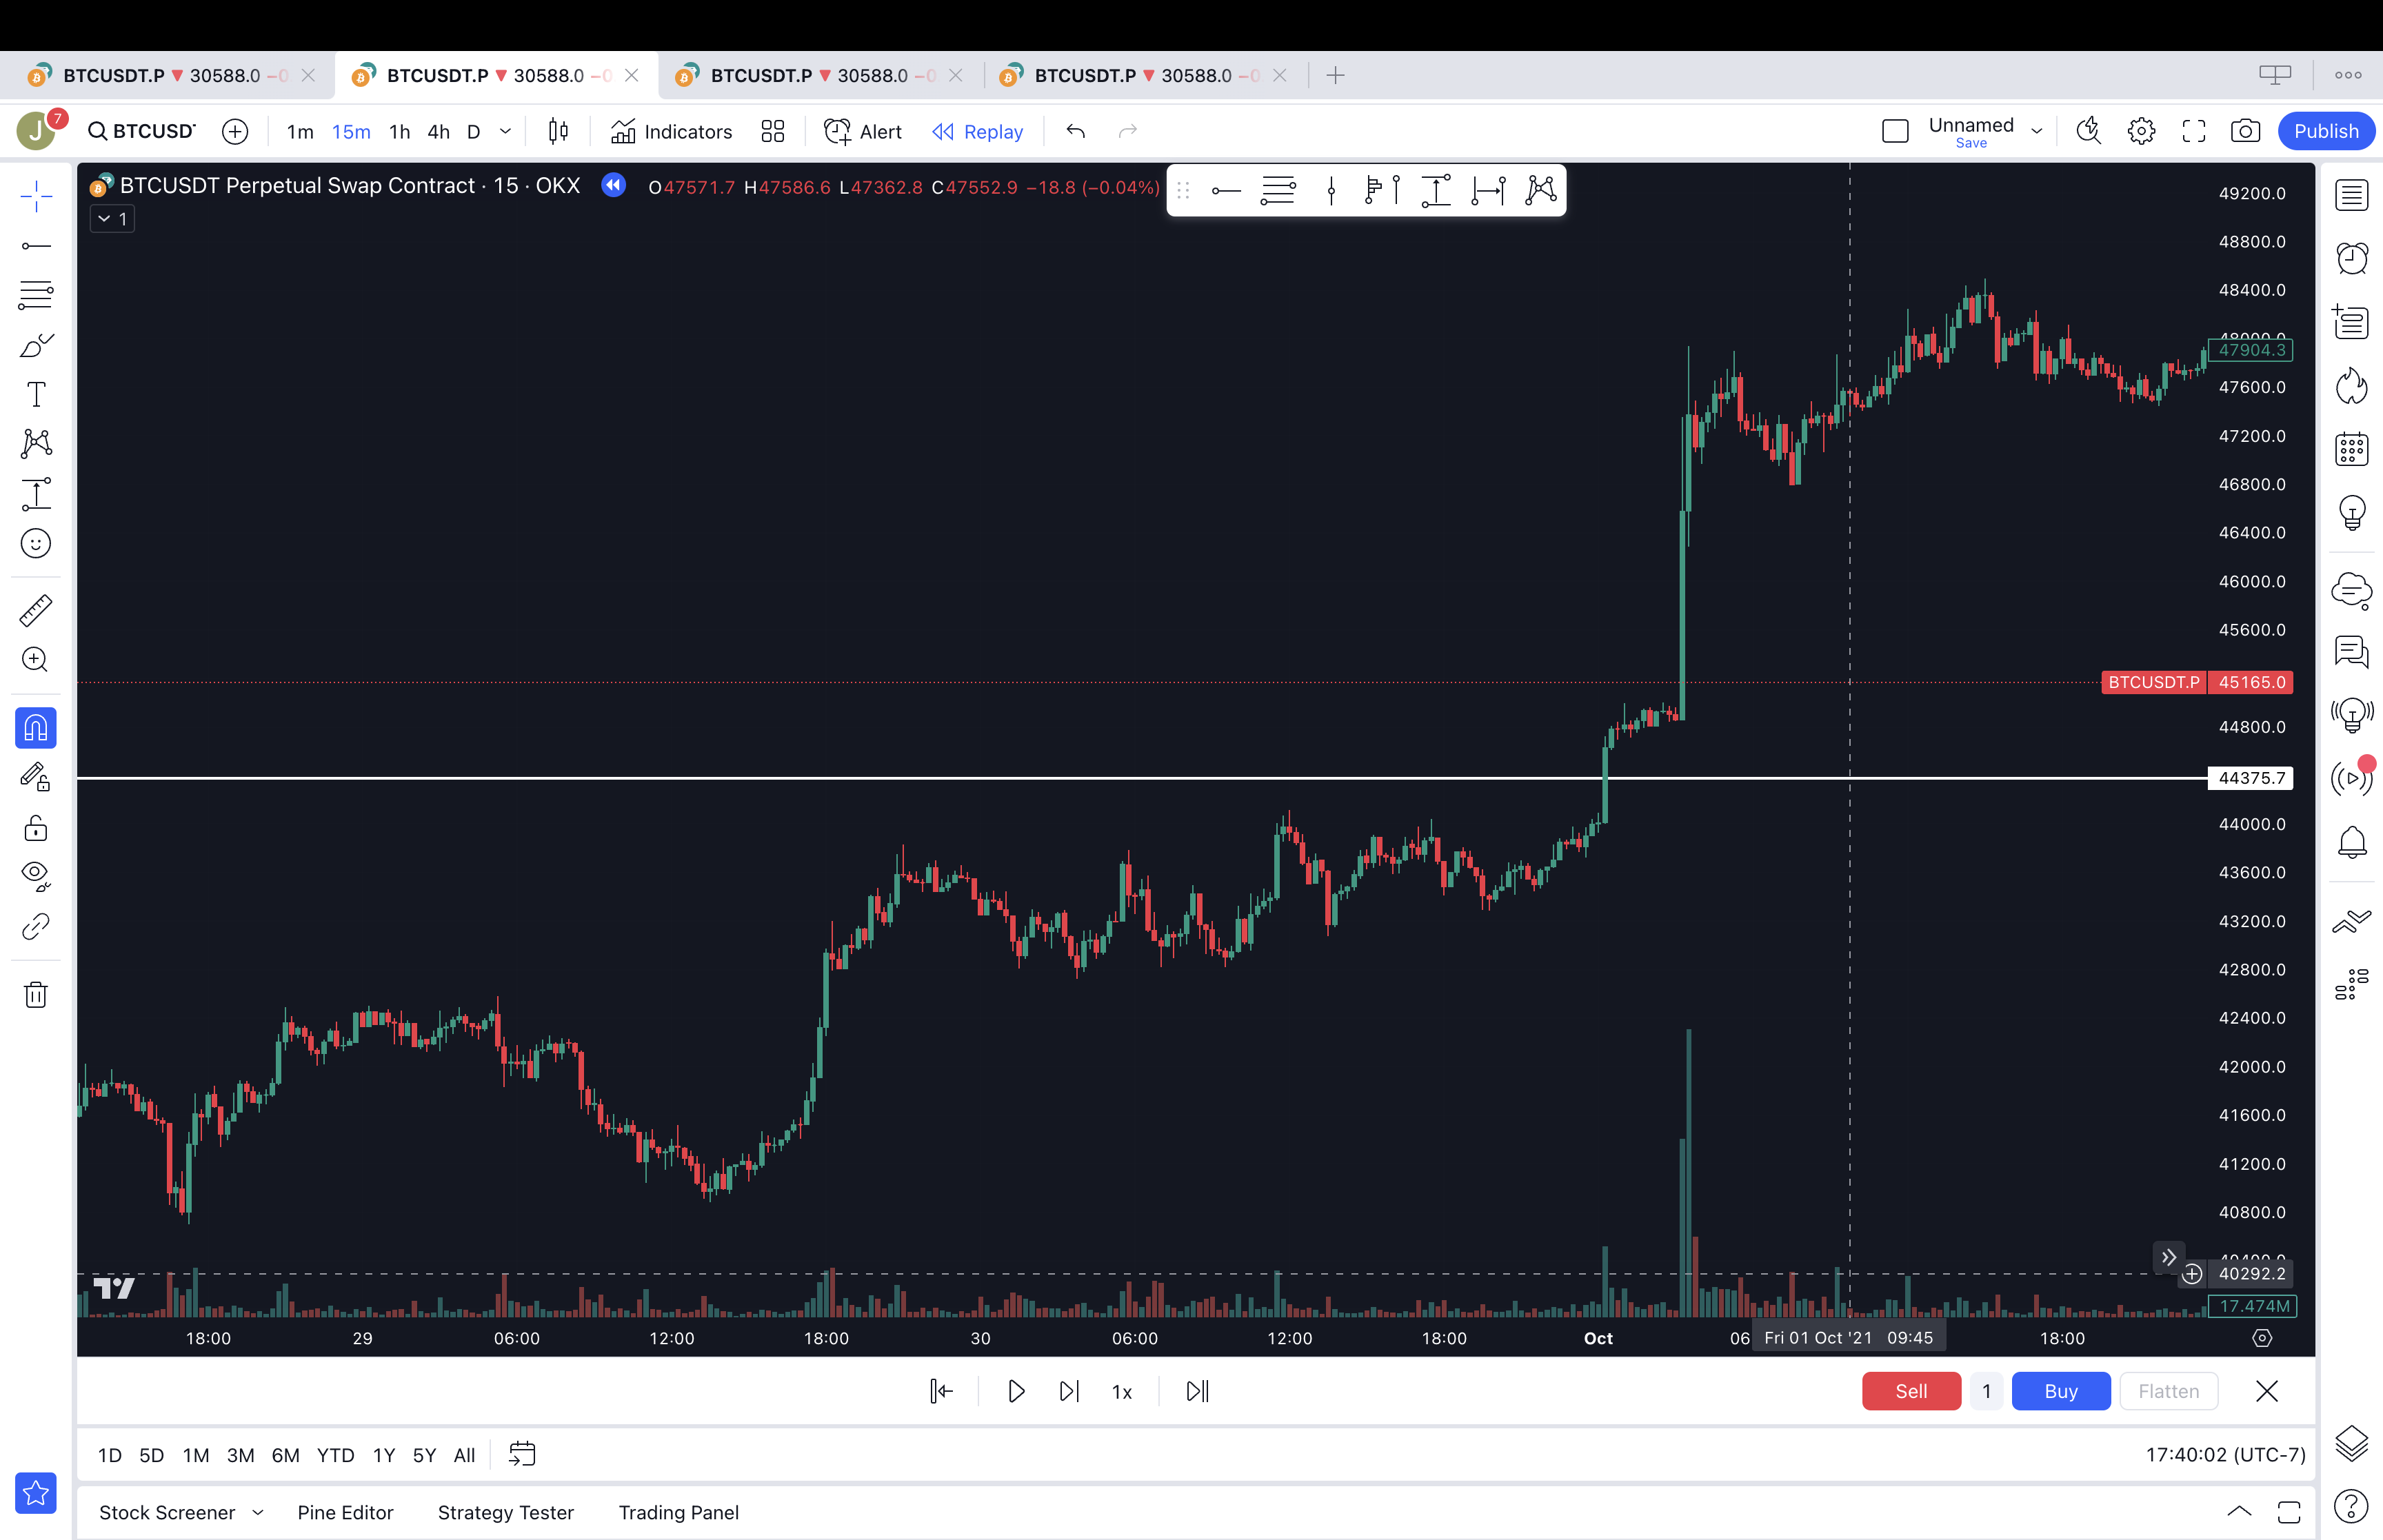 BTCUSDT.P 30588.0 −0 BTCUSDT.P 30588.0 −0 BTCUSDT.P 30588.0 −0 BTCUSDT.P 30588.0 −0
J 7 BTCUSD 1m 15m 1h 4h D Indicators Alert Replay Unnamed Save Publish
BTCUSDT Perpetual Swap Contract · 15 · OKX O47571.7 H47586.6 L47362.8 C47552.9 −18.8 (−0.04%)
1
49200.0
48800.0
48400.0
48000.0
47904.3
47600.0
47200.0
46800.0
46400.0
46000.0
45600.0
BTCUSDT.P 45165.0
44800.0
44375.7
44000.0
43600.0
43200.0
42800.0
42400.0
42000.0
41600.0
41200.0
40800.0
40400.0
40292.2
17.474M
18:00 29 06:00 12:00 18:00 30 06:00 12:00 18:00 Oct 06 Fri 01 Oct '21 09:45 18:00
1x Sell 1 Buy Flatten
1D 5D 1M 3M 6M YTD 1Y 5Y All 17:40:02 (UTC-7)
Stock Screener Pine Editor Strategy Tester Trading Panel